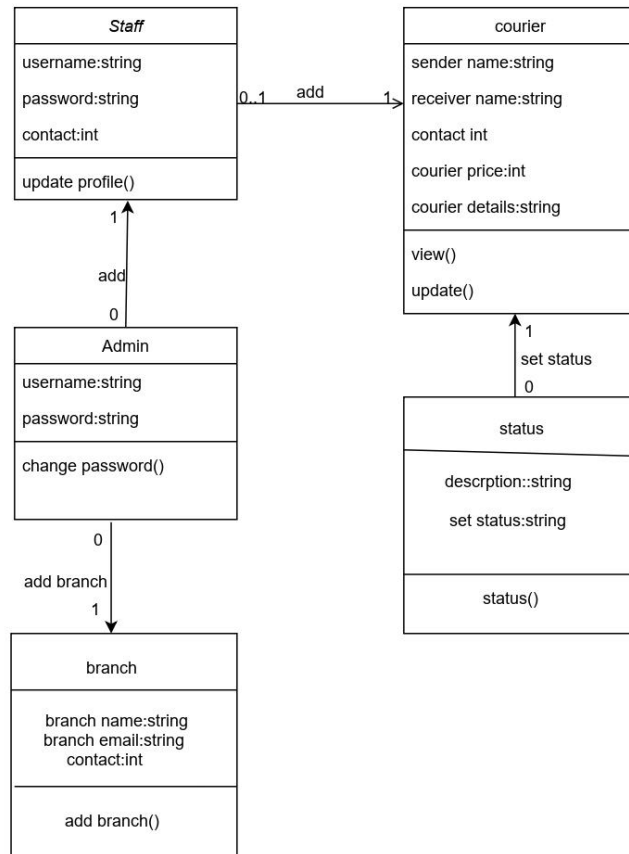 Staff
username:string
password:string
contact:int
update profile()
0..1
add
1
courier
sender name:string
receiver name:string
contact int
courier price:int
courier details:string
view()
update()
1
add
0
Admin
username:string
password:string
change password()
1
set status
0
status
descrption::string
set status:string
status()
0
add branch
1
branch
branch name:string
branch email:string
contact:int
add branch()